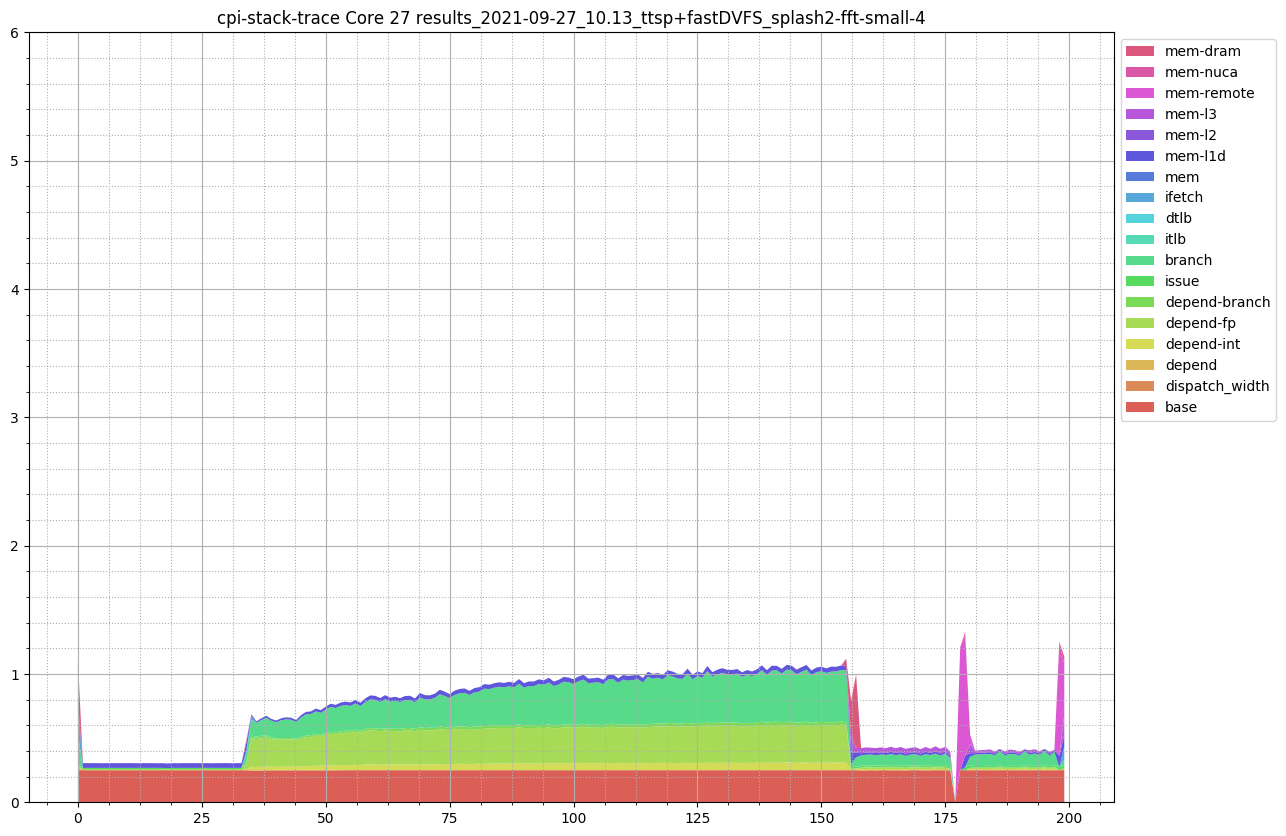 cpi-stack-trace Core 27 results_2021-09-27_10.13_ttsp+fastDVFS_splash2-fft-small-4
6
5
4
3
2
1
0
0 25 50 75 100 125 150 175 200
mem-dram
mem-nuca
mem-remote
mem-l3
mem-l2
mem-l1d
mem
ifetch
dtlb
itlb
branch
issue
depend-branch
depend-fp
depend-int
depend
dispatch_width
base